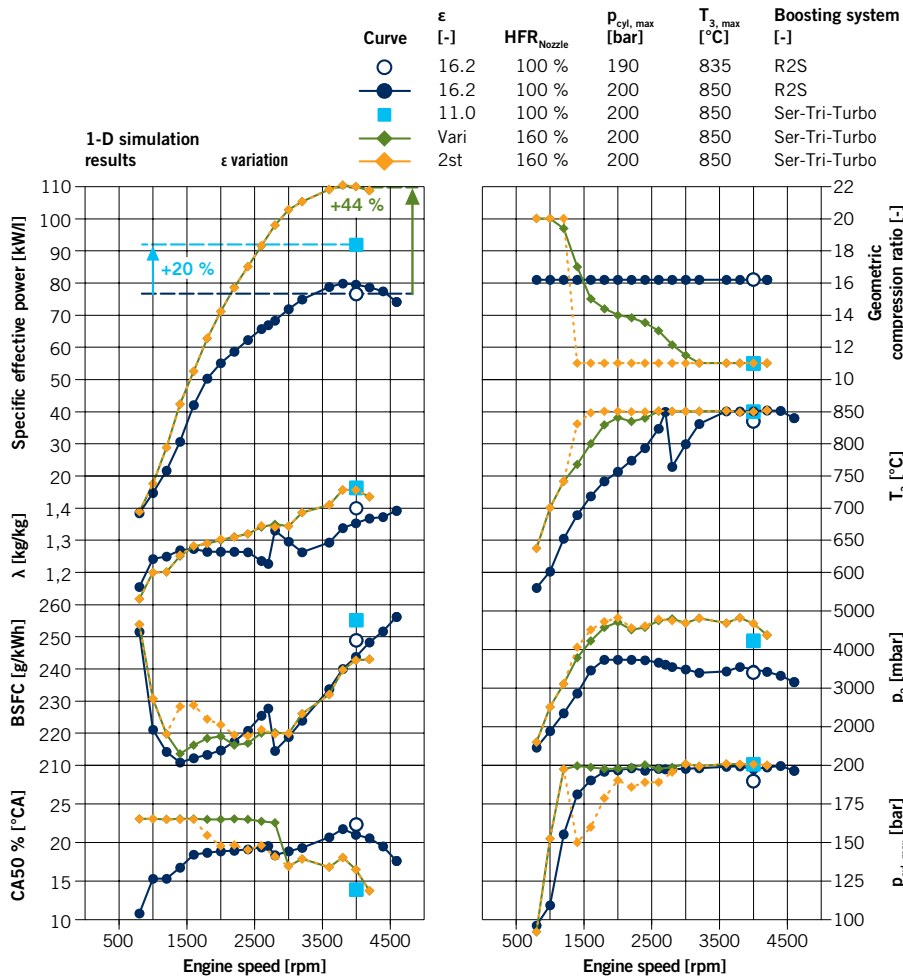 ε p_cyl, max T_3, max Boosting system
Curve [-] HFR_Nozzle [bar] [°C] [-]
16.2 100 % 190 835 R2S
16.2 100 % 200 850 R2S
11.0 100 % 200 850 Ser-Tri-Turbo
Vari 160 % 200 850 Ser-Tri-Turbo
2st 160 % 200 850 Ser-Tri-Turbo
1-D simulation
results
ε variation
Specific effective power [kW/l]
110
100
90
80
70
60
50
40
30
20
+44 %
+20 %
λ [kg/kg]
1,4
1,3
1,2
BSFC [g/kWh]
260
250
240
230
220
210
CA50 % [°CA]
25
20
15
10
500 1500 2500 3500 4500
Engine speed [rpm]
22
20
18
16
14
12
10
Geometric
compression ratio [-]
850
800
750
700
650
600
[°C]
5000
4000
3000
2000
[mbar]
200
175
150
125
100
[bar]
500 1500 2500 3500 4500
Engine speed [rpm]